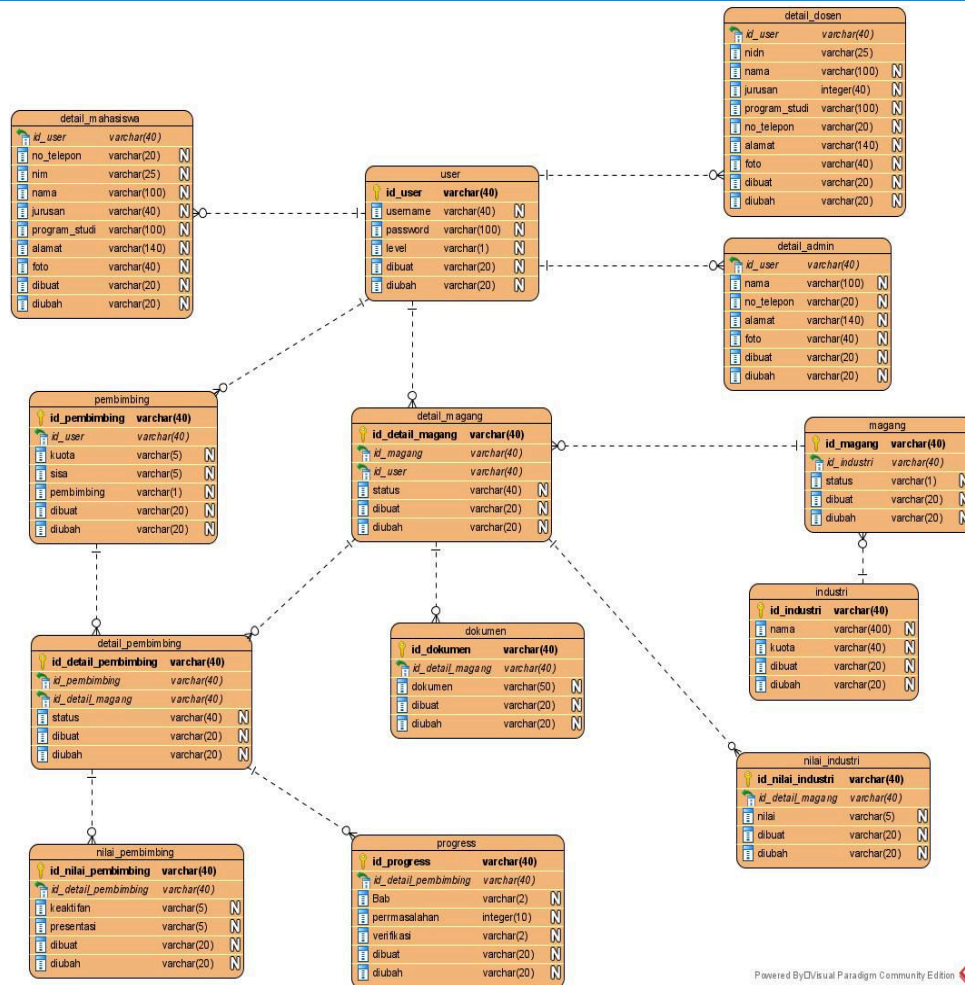 detail_dosen
id_user varchar(40)
nidn varchar(25)
nama varchar(100) N
jurusan integer(40) N
program_studi varchar(100) N
no_telepon varchar(20) N
alamat varchar(140) N
foto varchar(40) N
dibuat varchar(20) N
diubah varchar(20) N
detail_mahasiswa
id_user varchar(40)
no_telepon varchar(20) N
nim varchar(25) N
nama varchar(100) N
jurusan varchar(40) N
program_studi varchar(100) N
alamat varchar(140) N
foto varchar(40) N
dibuat varchar(20) N
diubah varchar(20) N
user
id_user varchar(40)
username varchar(40) N
password varchar(100) N
level varchar(1) N
dibuat varchar(20) N
diubah varchar(20) N
detail_admin
id_user varchar(40)
nama varchar(100) N
no_telepon varchar(20) N
alamat varchar(140) N
foto varchar(40) N
dibuat varchar(20) N
diubah varchar(20) N
pembimbing
id_pembimbing varchar(40)
id_user varchar(40)
kuota varchar(5) N
sisa varchar(5) N
pembimbing varchar(1) N
dibuat varchar(20) N
diubah varchar(20) N
detail_magang
id_detail_magang varchar(40)
id_magang varchar(40)
id_user varchar(40)
status varchar(40) N
dibuat varchar(20) N
diubah varchar(20) N
magang
id_magang varchar(40)
id_industri varchar(40)
status varchar(1) N
dibuat varchar(20) N
diubah varchar(20) N
industri
id_industri varchar(40)
nama varchar(400) N
kuota varchar(40) N
dibuat varchar(20) N
diubah varchar(20) N
detail_pembimbing
id_detail_pembimbing varchar(40)
id_pembimbing varchar(40)
id_detail_magang varchar(40)
status varchar(40) N
dibuat varchar(20) N
diubah varchar(20) N
dokumen
id_dokumen varchar(40)
id_detail_magang varchar(40)
dokumen varchar(50) N
dibuat varchar(20) N
diubah varchar(20) N
nilai_industri
id_nilai_industri varchar(40)
id_detail_magang varchar(40)
nilai varchar(5) N
dibuat varchar(20) N
diubah varchar(20) N
nilai_pembimbing
id_nilai_pembimbing varchar(40)
id_detail_pembimbing varchar(40)
keaktifan varchar(5) N
presentasi varchar(5) N
dibuat varchar(20) N
diubah varchar(20) N
progress
id_progress varchar(40)
id_detail_pembimbing varchar(40)
Bab varchar(2) N
perrmasalahan integer(10) N
verifikasi varchar(2) N
dibuat varchar(20) N
diubah varchar(20) N
Powered By Visual Paradigm Community Edition